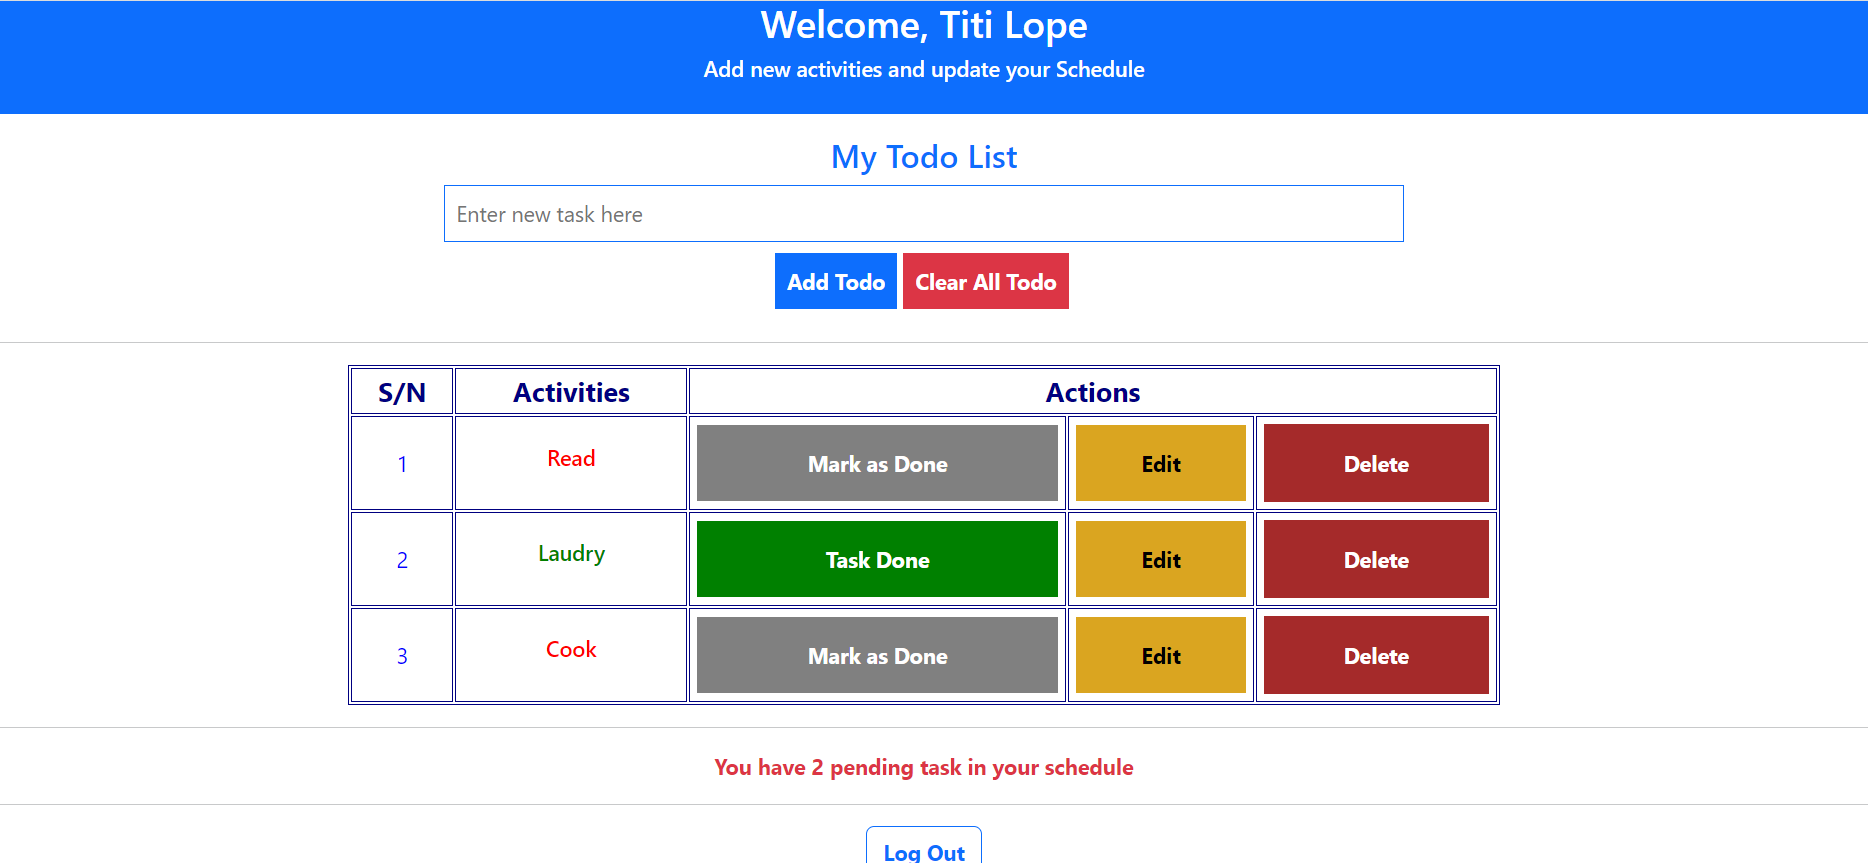 Welcome, Titi Lope
Add new activities and update your Schedule
My Todo List
Enter new task here
Add Todo Clear All Todo
S/N Activities Actions
1 Read Mark as Done Edit Delete
2 Laudry Task Done Edit Delete
3 Cook Mark as Done Edit Delete
You have 2 pending task in your schedule
Log Out